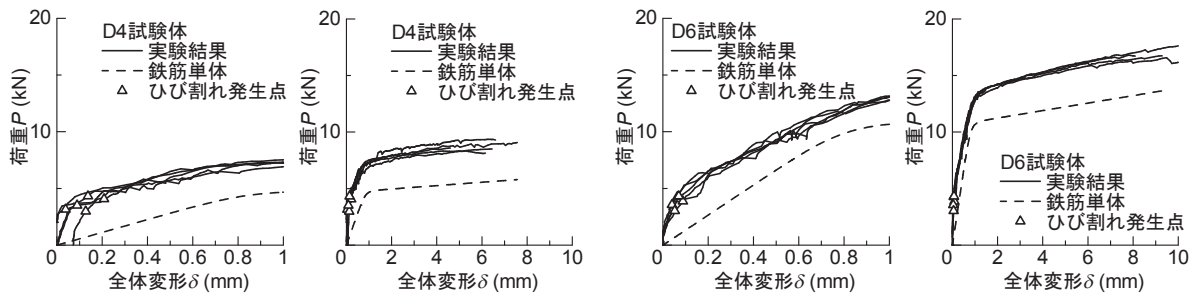 20
10
0
荷重P (kN)
D4試験体
実験結果
鉄筋単体
ひび割れ発生点
0 0.2 0.4 0.6 0.8 1
全体変形δ (mm)
20
10
0
荷重P (kN)
D4試験体
実験結果
鉄筋単体
ひび割れ発生点
0 2 4 6 8 10
全体変形δ (mm)
20
10
0
荷重P (kN)
D6試験体
実験結果
鉄筋単体
ひび割れ発生点
0 0.2 0.4 0.6 0.8 1
全体変形δ (mm)
20
10
0
荷重P (kN)
D6試験体
実験結果
鉄筋単体
ひび割れ発生点
0 2 4 6 8 10
全体変形δ (mm)